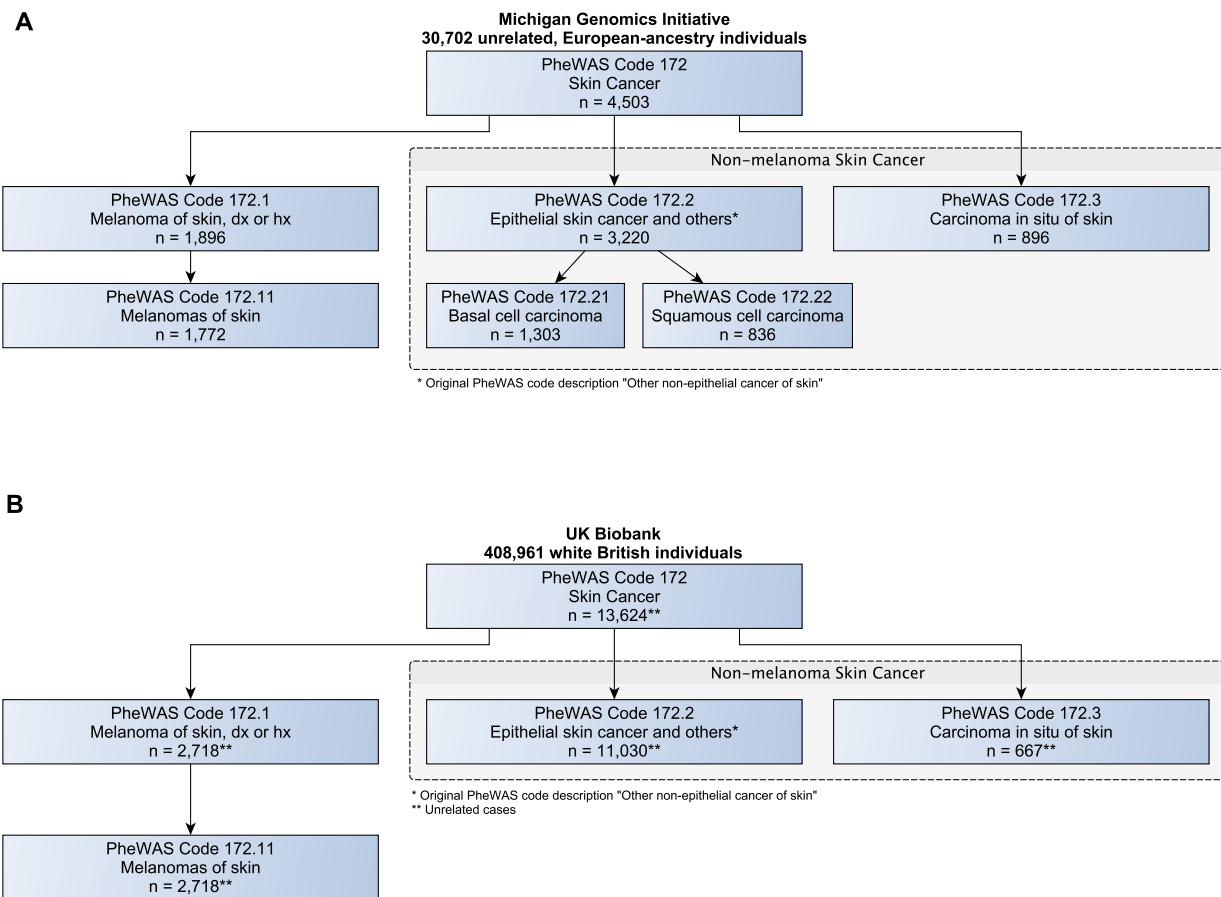 A
Michigan Genomics Initiative
30,702 unrelated, European-ancestry individuals
PheWAS Code 172
Skin Cancer
n = 4,503
Non-melanoma Skin Cancer
PheWAS Code 172.1
Melanoma of skin, dx or hx
n = 1,896
PheWAS Code 172.2
Epithelial skin cancer and others*
n = 3,220
PheWAS Code 172.3
Carcinoma in situ of skin
n = 896
PheWAS Code 172.11
Melanomas of skin
n = 1,772
PheWAS Code 172.21
Basal cell carcinoma
n = 1,303
PheWAS Code 172.22
Squamous cell carcinoma
n = 836
* Original PheWAS code description "Other non-epithelial cancer of skin"
B
UK Biobank
408,961 white British individuals
PheWAS Code 172
Skin Cancer
n = 13,624**
Non-melanoma Skin Cancer
PheWAS Code 172.1
Melanoma of skin, dx or hx
n = 2,718**
PheWAS Code 172.2
Epithelial skin cancer and others*
n = 11,030**
PheWAS Code 172.3
Carcinoma in situ of skin
n = 667**
* Original PheWAS code description "Other non-epithelial cancer of skin"
** Unrelated cases
PheWAS Code 172.11
Melanomas of skin
n = 2,718**